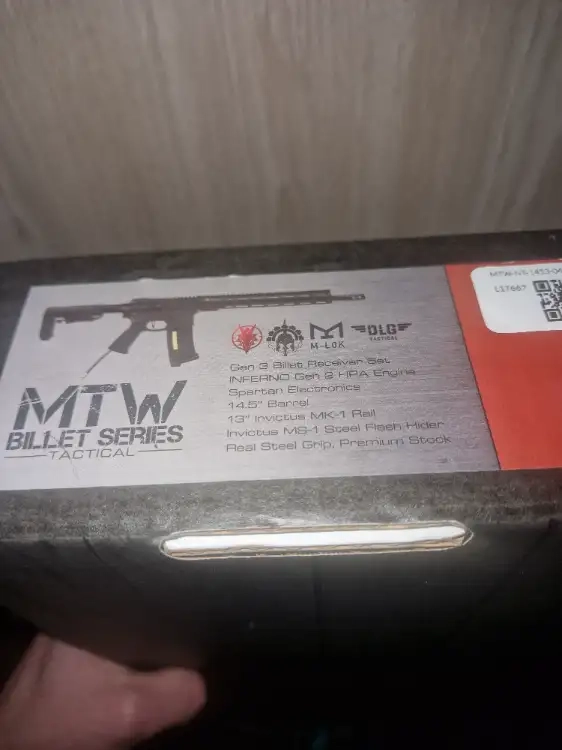 M-LOK
DLG
TACTICAL
Gen 3 Billet Receiver Set
INFERNO Gen 2 HPA Engine
Spartan Electronics
14.5" Barrel
13" Invictus MK-1 Rail
Invictus MS-1 Steel Flash Hider
Real Steel Grip, Premium Stock
MTW
BILLET SERIES
TACTICAL
117667